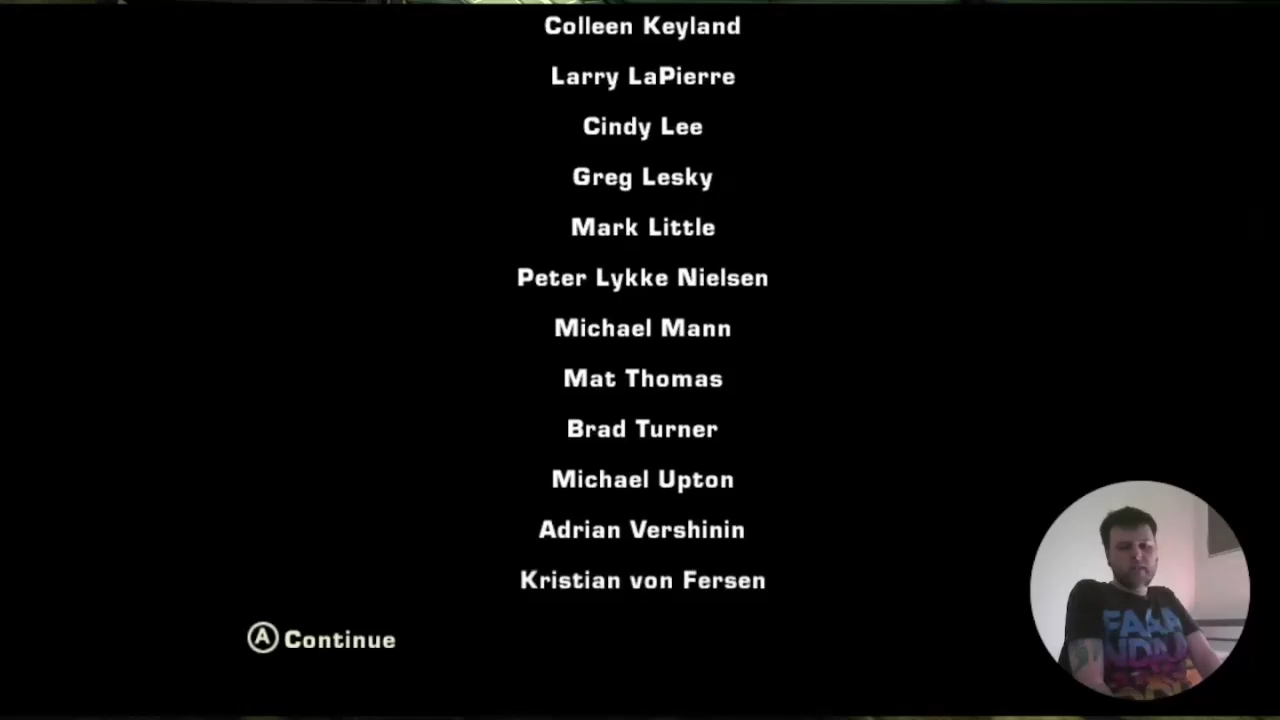 Colleen Keyland
Larry LaPierre
Cindy Lee
Greg Lesky
Mark Little
Peter Lykke Nielsen
Michael Mann
Mat Thomas
Brad Turner
Michael Upton
Adrian Vershinin
Kristian von Fersen
A Continue